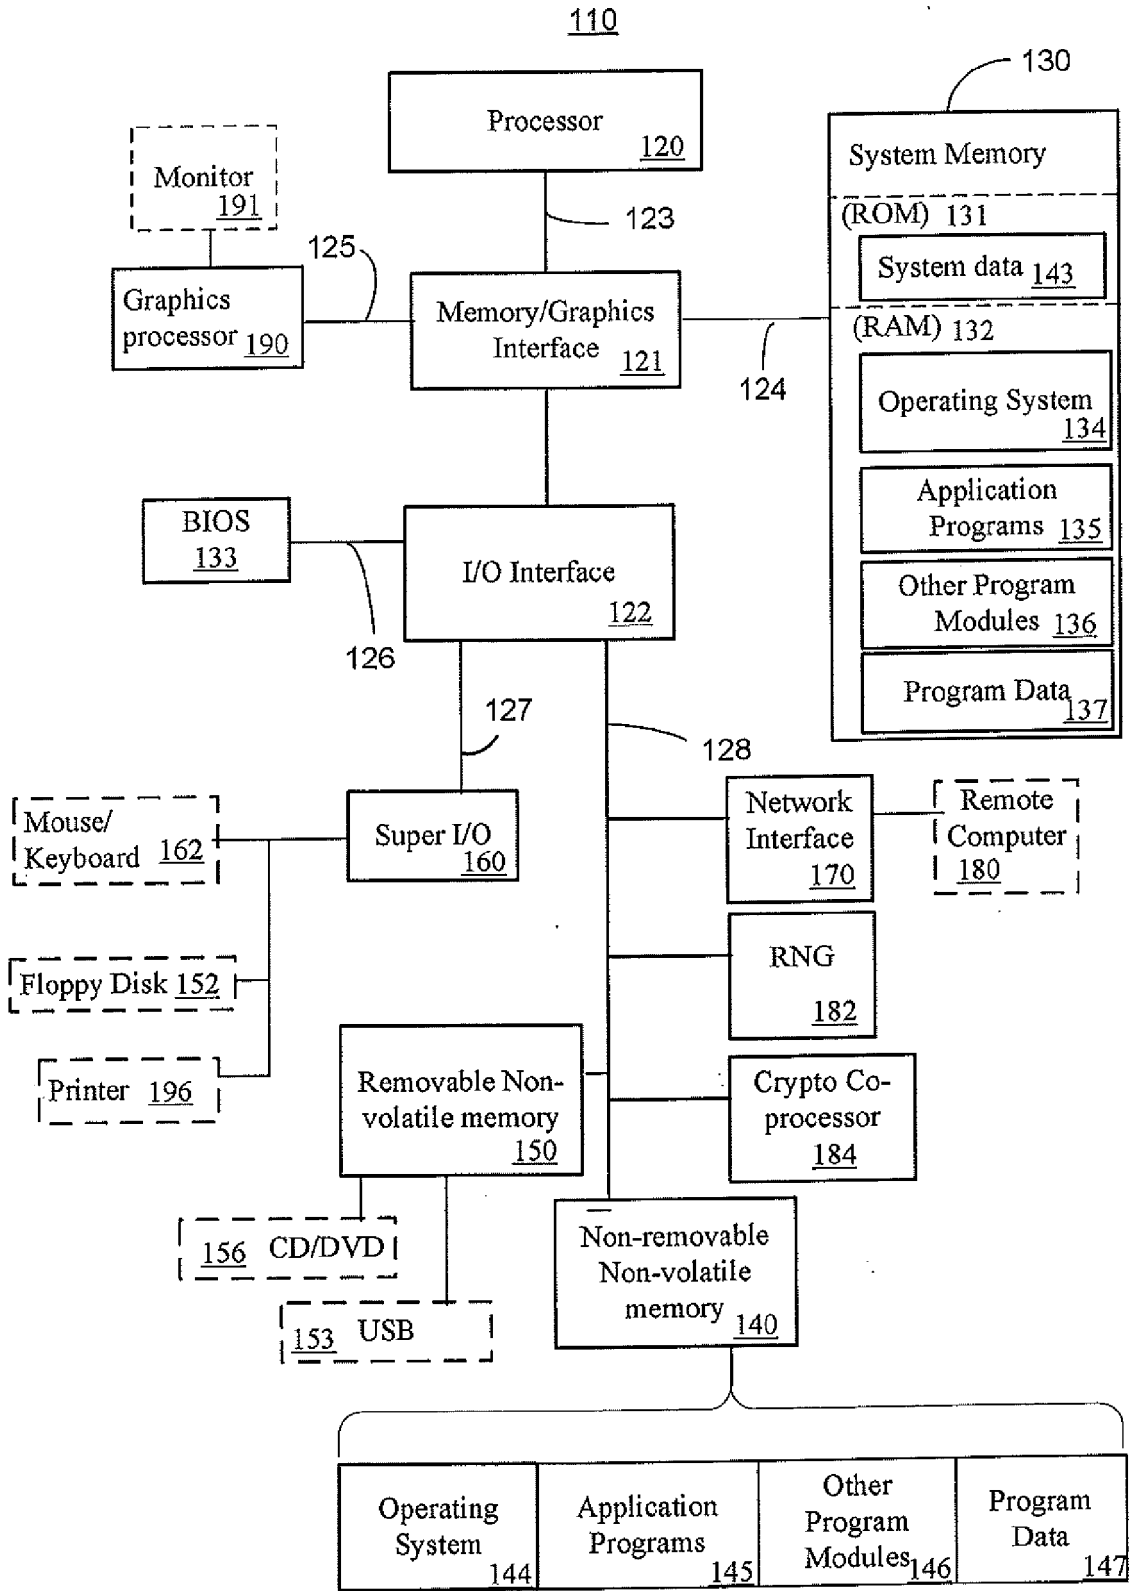 110
130
Processor
120
System Memory
Monitor
191
(ROM) 131
123
125
System data 143
Graphics
processor 190
Memory/Graphics
Interface
121
(RAM) 132
124
Operating System
134
Application
Programs 135
BIOS
133
I/O Interface
122
Other Program
Modules 136
126
Program Data
137
127
128
Mouse/
Keyboard 162
Super I/O
160
Network
Interface
170
Remote
Computer
180
RNG
182
Floppy Disk 152
Printer 196
Removable Non-
volatile memory
150
Crypto Co-
processor
184
156 CD/DVD
153 USB
Non-removable
Non-volatile
memory 140
Operating
System
144
Application
Programs
145
Other
Program
Modules 146
Program
Data
147